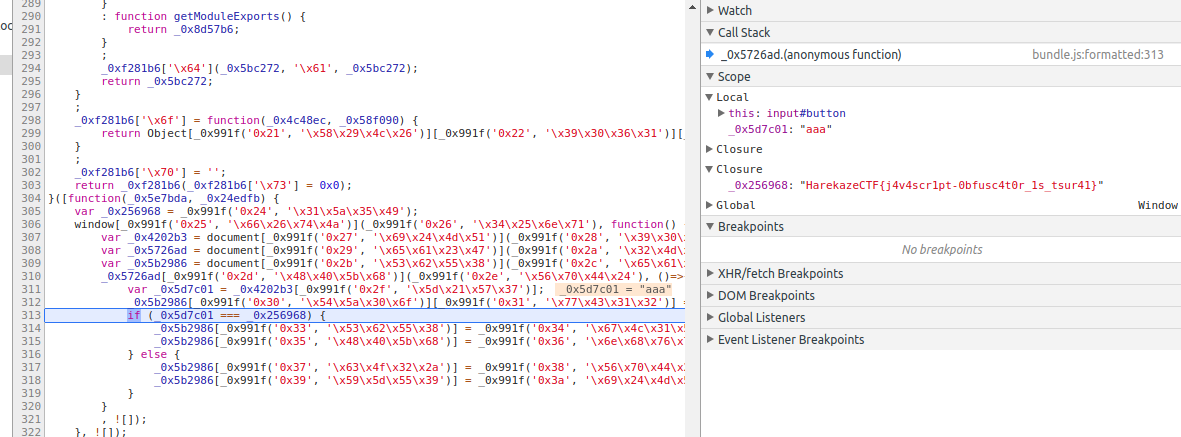 289 }
290 : function getModuleExports() {
291 return _0x8d57b6;
292 }
293 ;
294 _0xf281b6['\x64'](_0x5bc272, '\x61', _0x5bc272);
295 return _0x5bc272;
296 }
297 ;
298 _0xf281b6['\x6f'] = function(_0x4c48ec, _0x58f090) {
299 return Object[_0x991f('0x21', '\x58\x29\x4c\x26')][_0x991f('0x22', '\x39\x30\x36\x31')][_
300 }
301 ;
302 _0xf281b6['\x70'] = '';
303 return _0xf281b6(_0xf281b6['\x73'] = 0x0);
304 }([function(_0x5e7bda, _0x24edfb) {
305 var _0x256968 = _0x991f('0x24', '\x31\x5a\x35\x49');
306 window[_0x991f('0x25', '\x66\x26\x74\x4a')](_0x991f('0x26', '\x34\x25\x6e\x71'), function()
307 var _0x4202b3 = document[_0x991f('0x27', '\x69\x24\x4d\x51')](_0x991f('0x28', '\x39\x30\
308 var _0x5726ad = document[_0x991f('0x29', '\x65\x61\x23\x47')](_0x991f('0x2a', '\x32\x4d\
309 var _0x5b2986 = document[_0x991f('0x2b', '\x53\x62\x55\x38')](_0x991f('0x2c', '\x65\x61\
310 _0x5726ad[_0x991f('0x2d', '\x48\x40\x5b\x68')](_0x991f('0x2e', '\x56\x70\x44\x24'), ()=>
311 var _0x5d7c01 = _0x4202b3[_0x991f('0x2f', '\x5d\x21\x57\x37')]; _0x5d7c01 = "aaa"
312 _0x5b2986[_0x991f('0x30', '\x54\x5a\x30\x6f')][_0x991f('0x31', '\x77\x43\x31\x32')] =
313 if (_0x5d7c01 === _0x256968) {
314 _0x5b2986[_0x991f('0x33', '\x53\x62\x55\x38')] = _0x991f('0x34', '\x67\x4c\x31\x5
315 _0x5b2986[_0x991f('0x35', '\x48\x40\x5b\x68')] = _0x991f('0x36', '\x6e\x68\x76\
316 } else {
317 _0x5b2986[_0x991f('0x37', '\x63\x4f\x32\x2a')] = _0x991f('0x38', '\x56\x70\x44\
318 _0x5b2986[_0x991f('0x39', '\x59\x5d\x55\x39')] = _0x991f('0x3a', '\x69\x24\x4d\x5
319 }
320 }
321 , ![]);
322 }, ![]);
Watch
Call Stack
_0x5726ad.(anonymous function) bundle.js:formatted:313
Scope
Local
this: input#button
_0x5d7c01: "aaa"
Closure
Closure
_0x256968: "HarekazeCTF{j4v4scr1pt-0bfusc4t0r_1s_tsur41}"
Global Window
Breakpoints
No breakpoints
XHR/fetch Breakpoints
DOM Breakpoints
Global Listeners
Event Listener Breakpoints